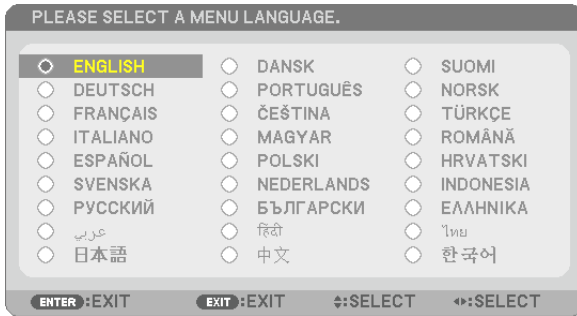 PLEASE SELECT A MENU LANGUAGE.
ENGLISH DANSK SUOMI
DEUTSCH PORTUGUÊS NORSK
FRANÇAIS ČEŠTINA TÜRKÇE
ITALIANO MAGYAR ROMÂNĂ
ESPAÑOL POLSKI HRVATSKI
SVENSKA NEDERLANDS INDONESIA
РУССКИЙ БЪЛГАРСКИ ΕΛΛΗΝΙΚΑ
عربي हिंदी ไทย
日本語 中文 한국어
ENTER :EXIT EXIT :EXIT :SELECT :SELECT